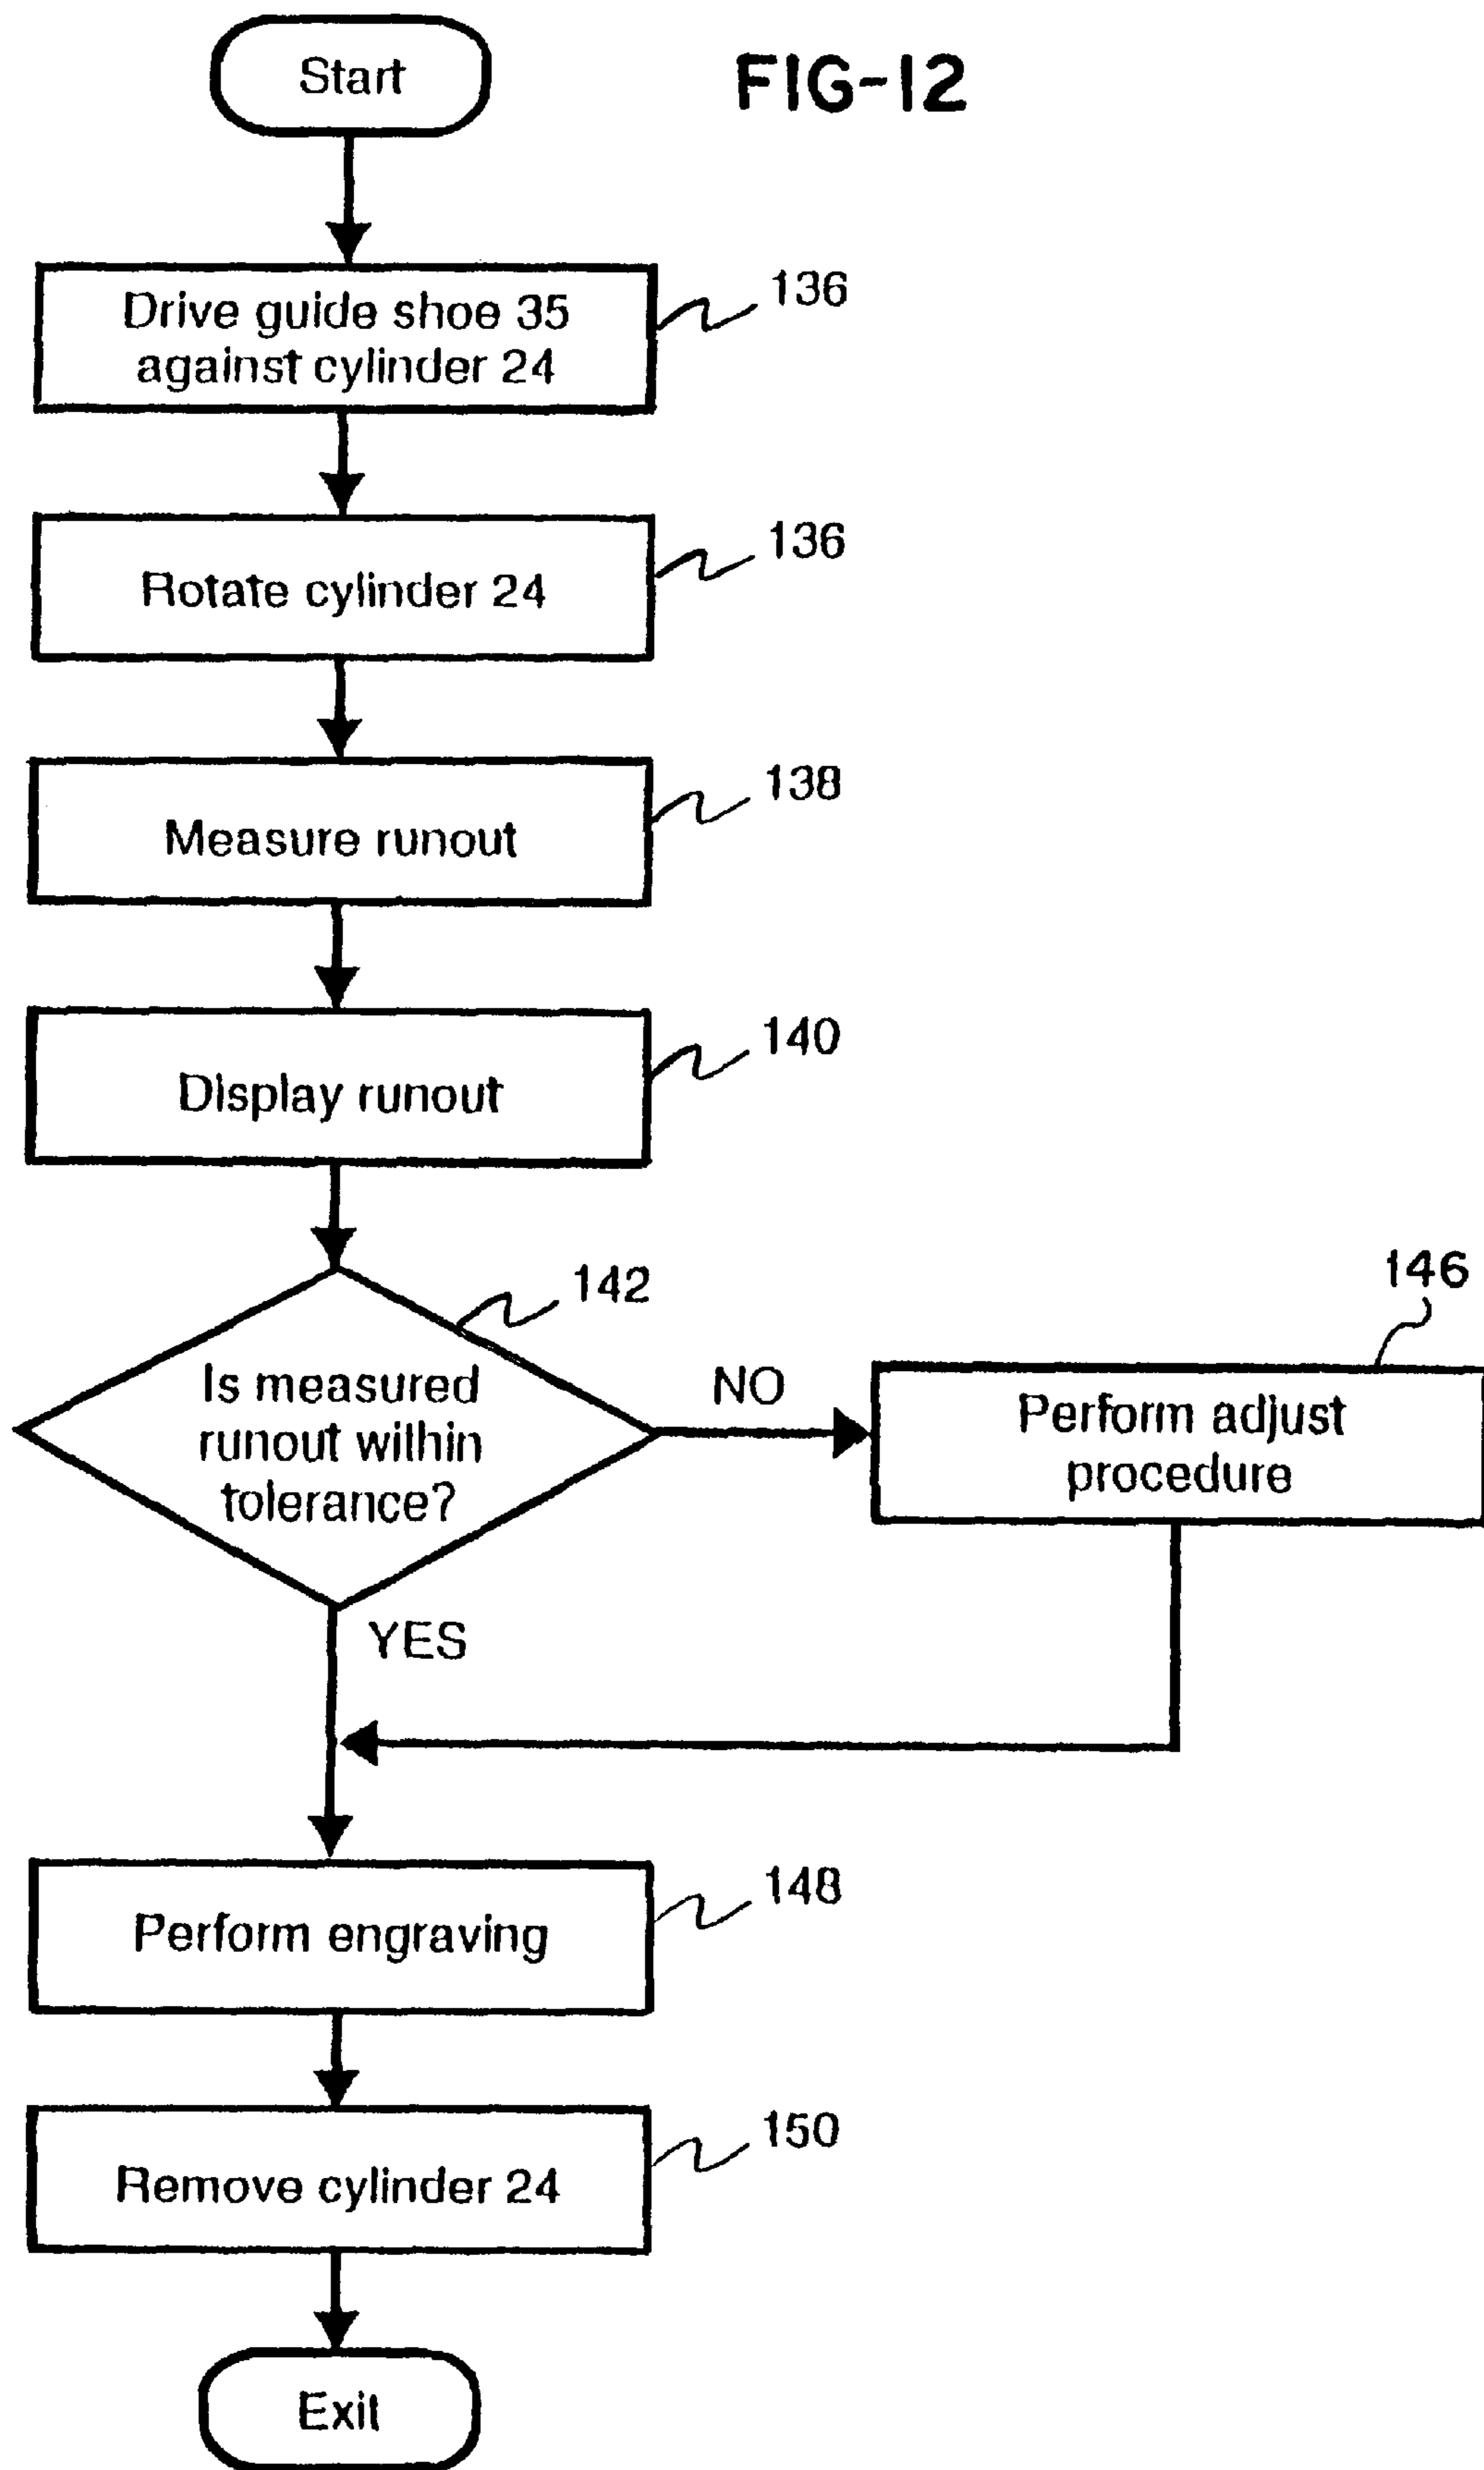 Start
FIG-12
Drive guide shoe 35
against cylinder 24
136
Rotate cylinder 24
136
Measure runout
138
Display runout
140
142
Is measured
runout within
tolerance?
NO
146
Perform adjust
procedure
YES
Perform engraving
148
Remove cylinder 24
150
Exit